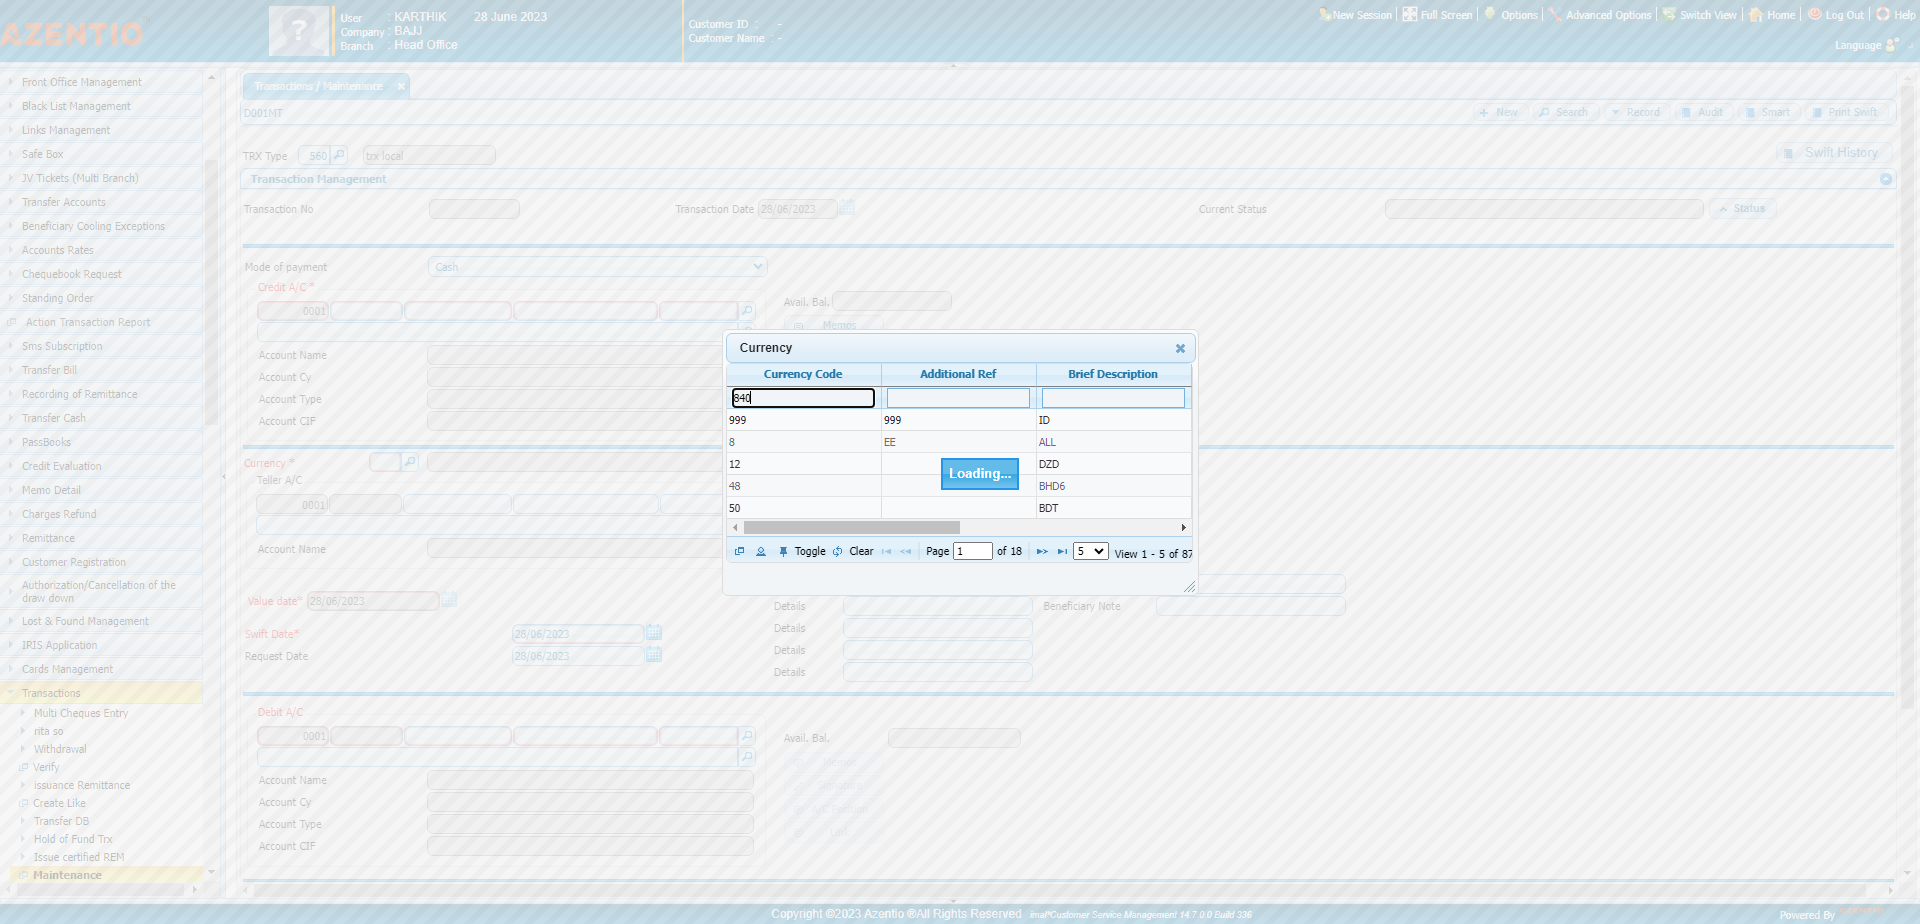 AZENTIO
User : KARTHIK 28 June 2023
Company : BAJJ
Branch : Head Office
Customer ID : -
Customer Name : -
New Session Full Screen Options Advanced Options Switch View Home Log Out Help
Language
Front Office Management
Black List Management
Links Management
Safe Box
JV Tickets (Multi Branch)
Transfer Accounts
Beneficiary Cooling Exceptions
Accounts Rates
Chequebook Request
Standing Order
Action Transaction Report
Sms Subscription
Transfer Bill
Recording of Remittance
Transfer Cash
PassBooks
Credit Evaluation
Memo Detail
Charges Refund
Remittance
Customer Registration
Authorization/Cancellation of the
draw down
Lost & Found Management
IRIS Application
Cards Management
Transactions
Multi Cheques Entry
rita so
Withdrawal
Verify
issuance Remittance
Create Like
Transfer DB
Hold of Fund Trx
Issue certified REM
Maintenance
Transactions / Maintenance
D001MT
New Search Record Audit Smart Print Swift
TRX Type 560 trx local
Swift History
Transaction Management
Transaction No
Transaction Date 28/06/2023
Current Status
Status
Mode of payment Cash
Credit A/C *
0001
Avail. Bal.
Memos
Account Name
Account Cy
Account Type
Account CIF
Currency *
Teller A/C
0001
Account Name
Value date* 28/06/2023
Swift Date* 28/06/2023
Request Date 28/06/2023
Details
Beneficiary Note
Details
Details
Details
Debit A/C
0001
Avail. Bal.
Memos
Account Name
Account Cy
Account Type
Account CIF
Currency
Currency Code Additional Ref Brief Description
840
999 999 ID
8 EE ALL
12 DZD
48 BHD6
50 BDT
Loading...
Toggle Clear Page 1 of 18 5 View 1 - 5 of 87
Copyright ©2023 Azentio ®All Rights Reserved imal*Customer Service Management 14.7.0.0 Build 336
Powered By